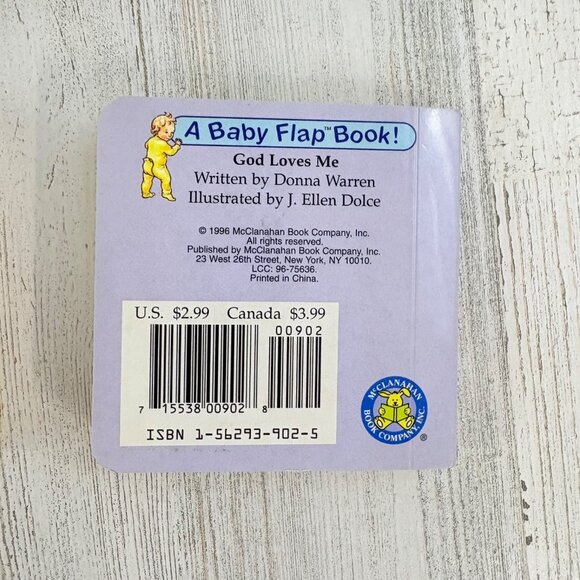 A Baby Flap™ Book!
God Loves Me
Written by Donna Warren
Illustrated by J. Ellen Dolce
© 1996 McClanahan Book Company, Inc.
All rights reserved.
Published by McClanahan Book Company, Inc.
23 West 26th Street, New York, NY 10010.
LCC: 96-75636.
Printed in China.
U.S. $2.99 Canada $3.99
00902
7 15538 00902 8
ISBN 1-56293-902-5
McCLANAHAN
BOOK COMPANY, INC.
®